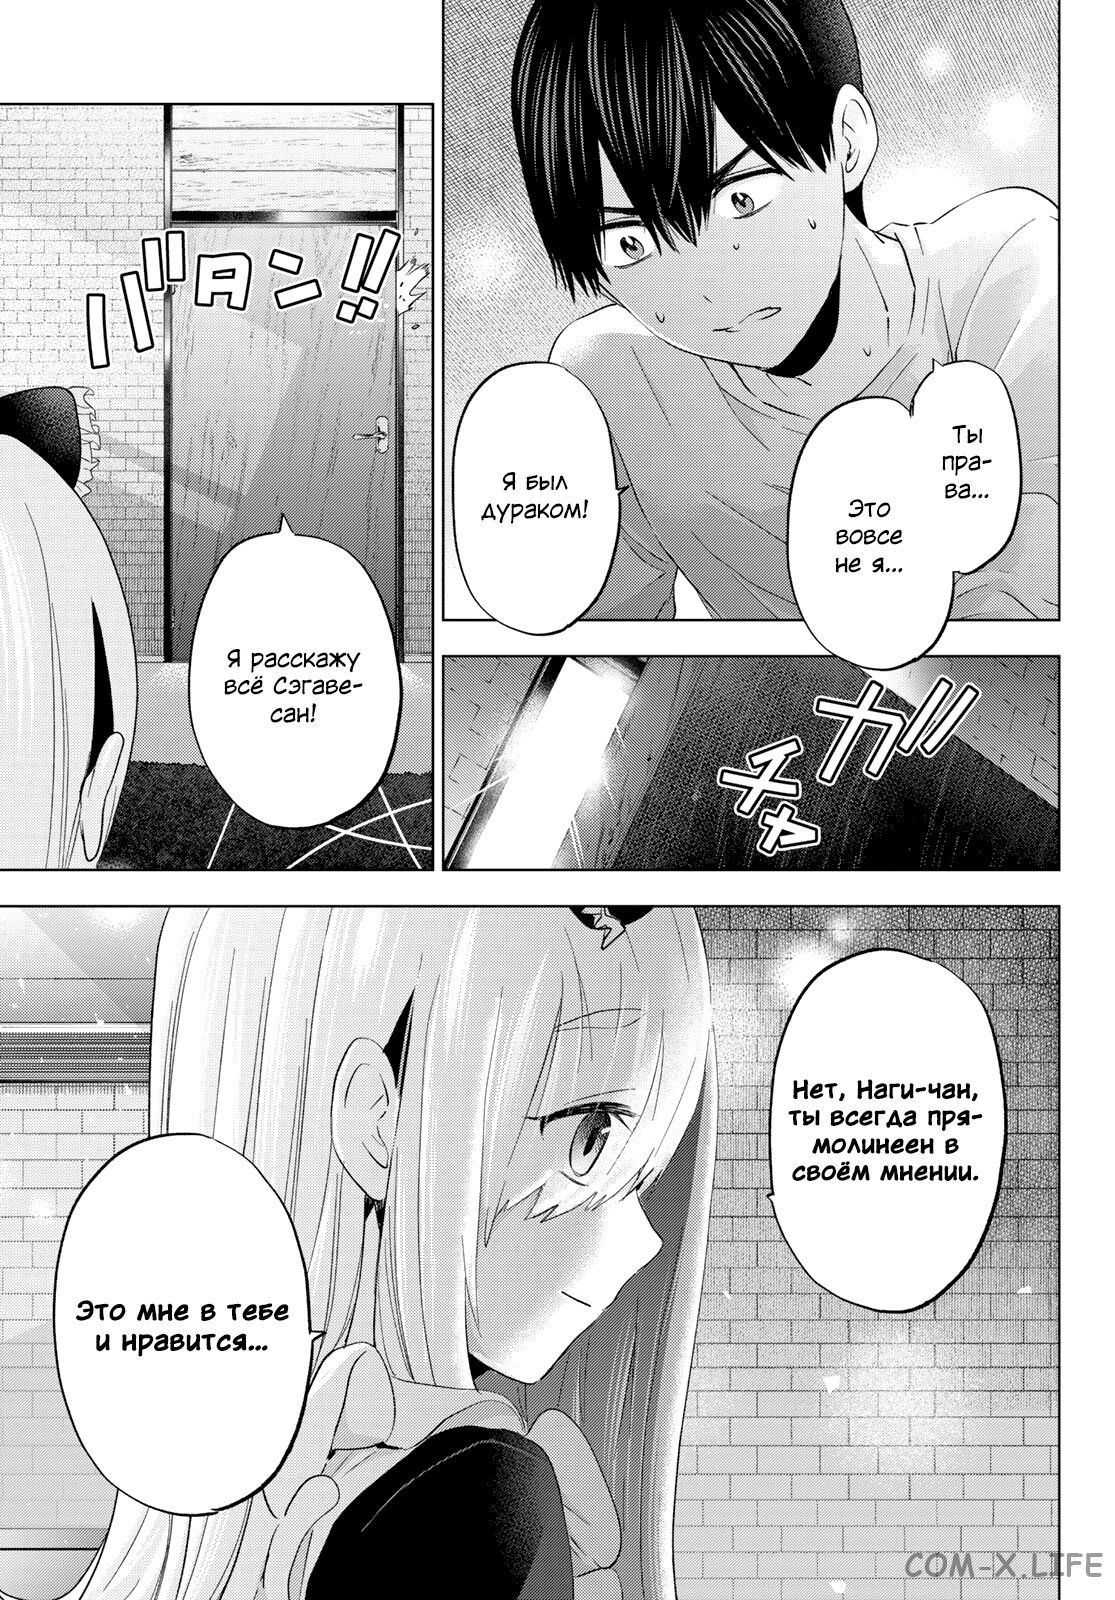 Ты
пра-
ва...
Это
вовсе
не я...
Я был
дураком!
ガ
チャ
バタン!!
Я расскажу
всё Сэгаве-
сан!
Нет, Наги-чан,
ты всегда пря-
молинеен в
своём мнении.
Это мне в тебе
и нравится...
COM-X.LIFE